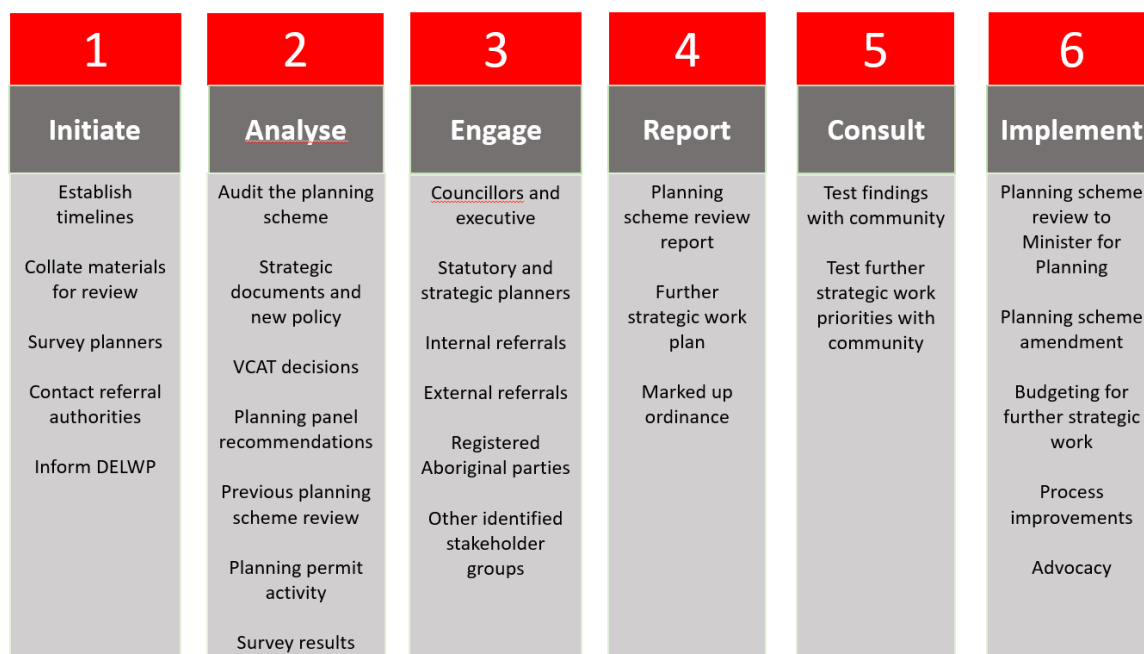 1
Initiate
Establish
timelines
Collate materials
for review
Survey planners
Contact referral
authorities
Inform DELWP
2
Analyse
Audit the planning
scheme
Strategic
documents and
new policy
VCAT decisions
Planning panel
recommendations
Previous planning
scheme review
Planning permit
activity
Survey results
3
Engage
Councillors and
executive
Statutory and
strategic planners
Internal referrals
External referrals
Registered
Aboriginal parties
Other identified
stakeholder
groups
4
Report
Planning
scheme review
report
Further
strategic work
plan
Marked up
ordinance
5
Consult
Test findings
with community
Test further
strategic work
priorities with
community
6
Implement
Planning scheme
review to
Minister for
Planning
Planning scheme
amendment
Budgeting for
further strategic
work
Process
improvements
Advocacy